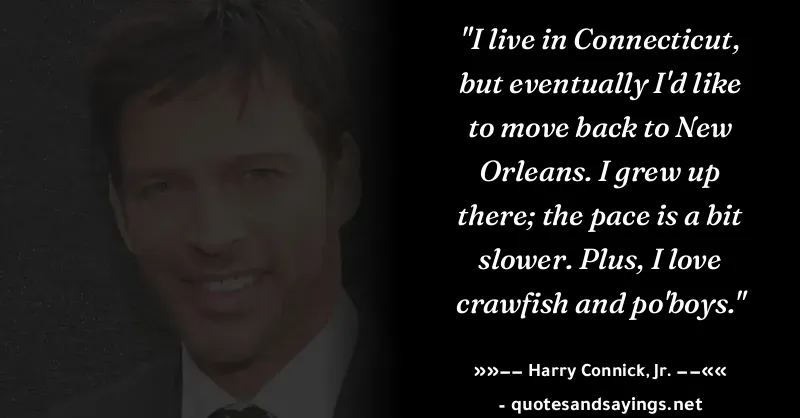 "I live in Connecticut,
but eventually I'd like
to move back to New
Orleans. I grew up
there; the pace is a bit
slower. Plus, I love
crawfish and po'boys."
»»–– Harry Connick, Jr. ––««
- quotesandsayings.net